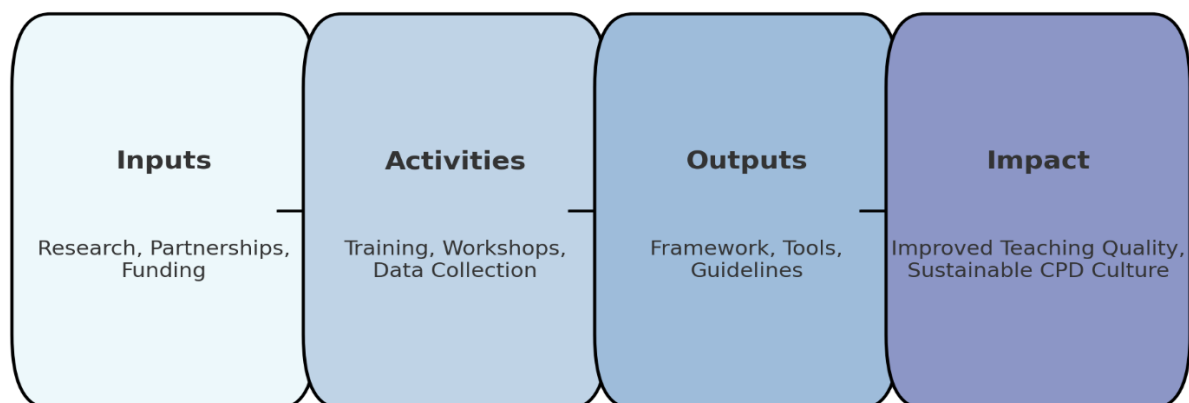 Inputs
Research, Partnerships,
Funding
Activities
Training, Workshops,
Data Collection
Outputs
Framework, Tools,
Guidelines
Impact
Improved Teaching Quality,
Sustainable CPD Culture